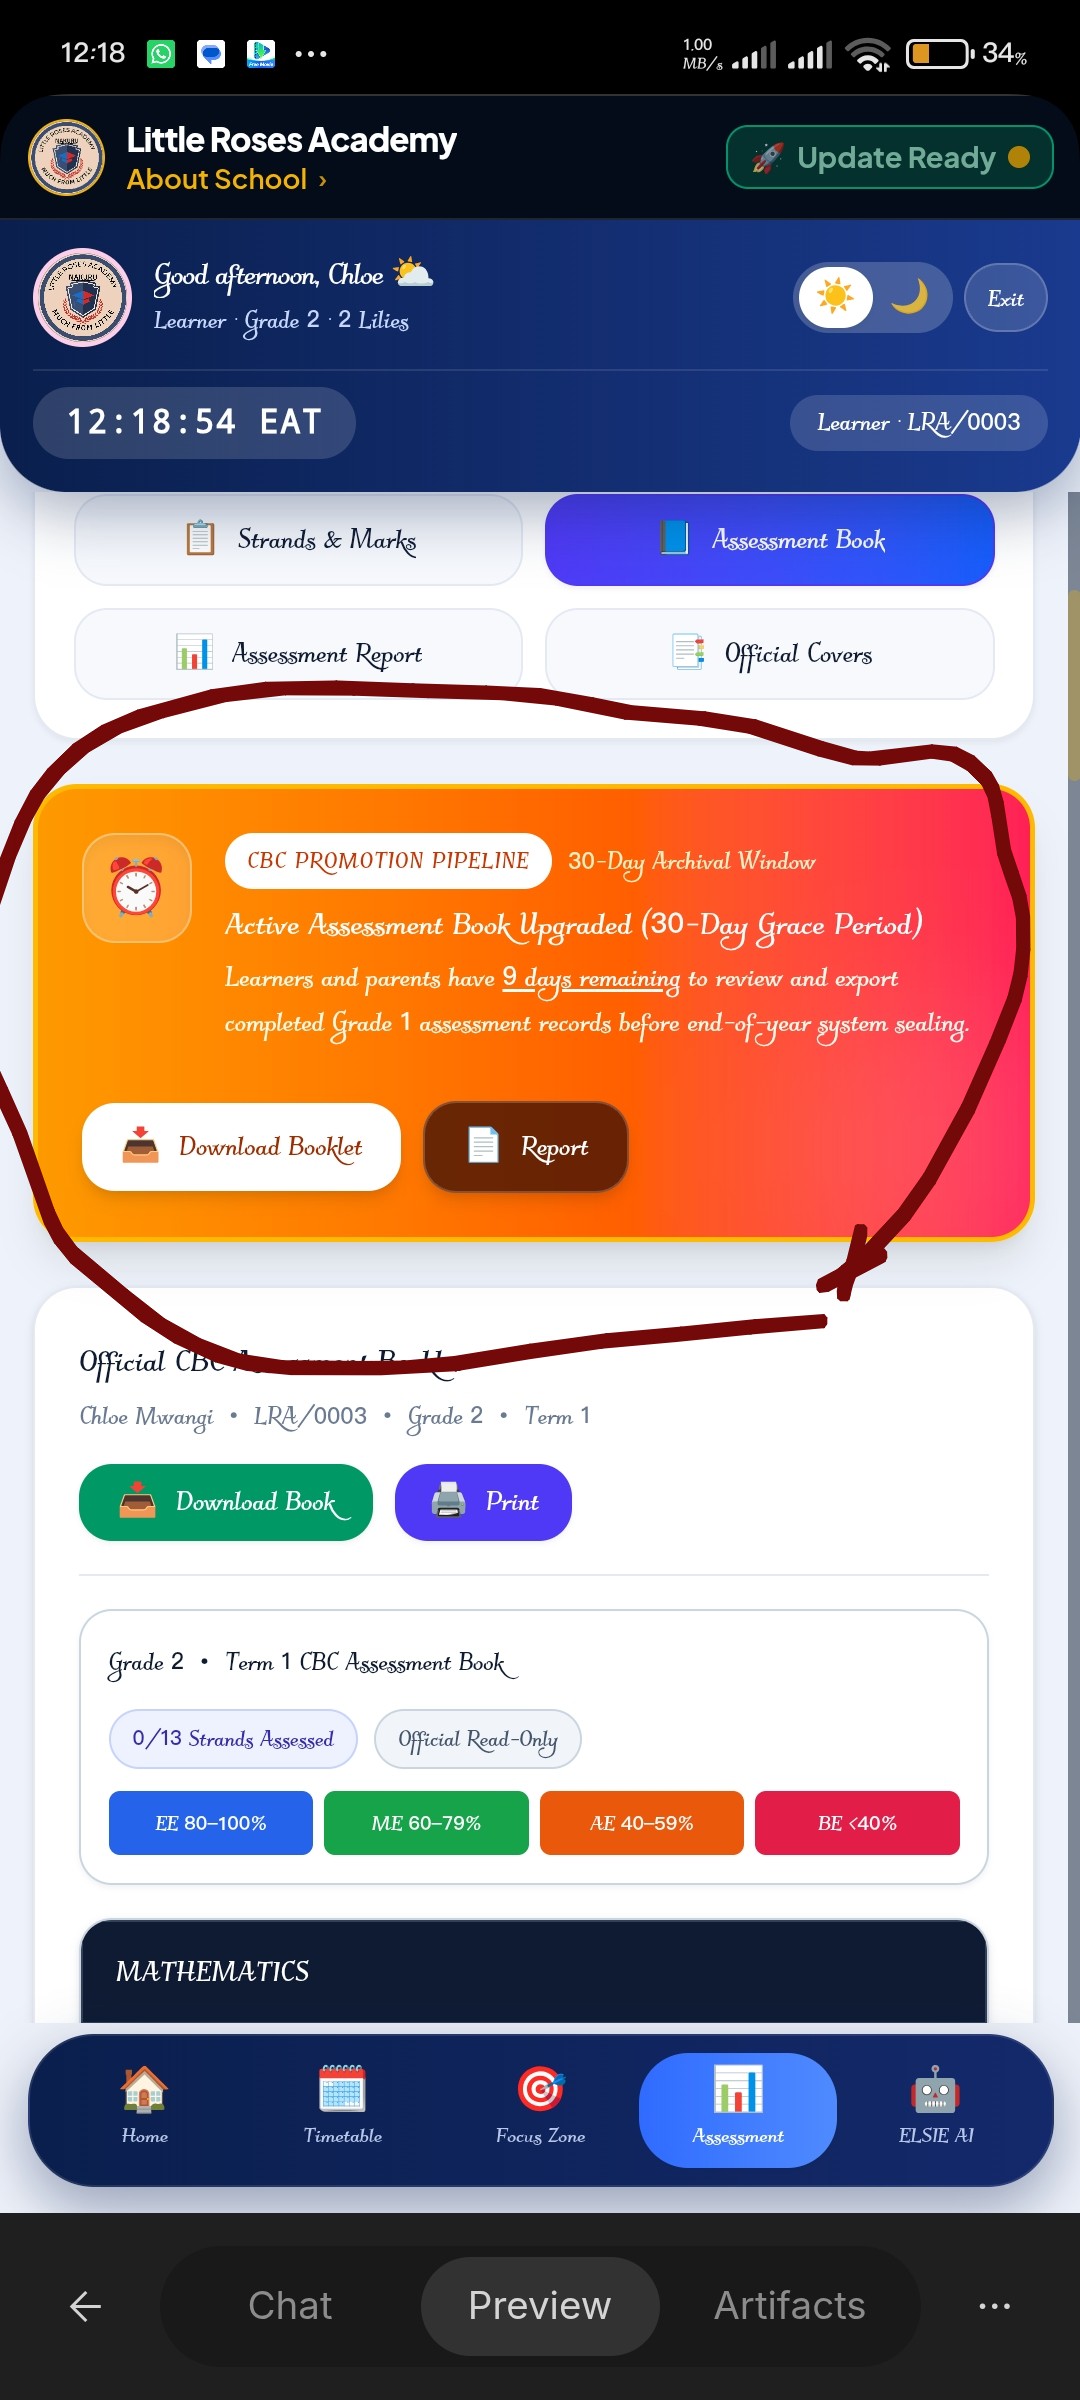 12:18
1.00
MB/s
34%
Little Roses Academy
About School ›
🚀 Update Ready
Good afternoon, Chloe ⛅
Learner · Grade 2 · 2 Lilies
Exit
12:18:54 EAT
Learner · LRA/0003
📋 Strands & Marks
📘 Assessment Book
📊 Assessment Report
📑 Official Covers
CBC PROMOTION PIPELINE
30-Day Archival Window
Active Assessment Book Upgraded (30-Day Grace Period)
Learners and parents have 9 days remaining to review and export
completed Grade 1 assessment records before end-of-year system sealing.
📥 Download Booklet
📄 Report
Official CBC Assessment
Chloe Mwangi • LRA/0003 • Grade 2 • Term 1
📥 Download Book
🖨️ Print
Grade 2 • Term 1 CBC Assessment Book
0/13 Strands Assessed
Official Read-Only
EE 80–100%
ME 60–79%
AE 40–59%
BE <40%
MATHEMATICS
Home
Timetable
Focus Zone
Assessment
ELSIE AI
Chat
Preview
Artifacts